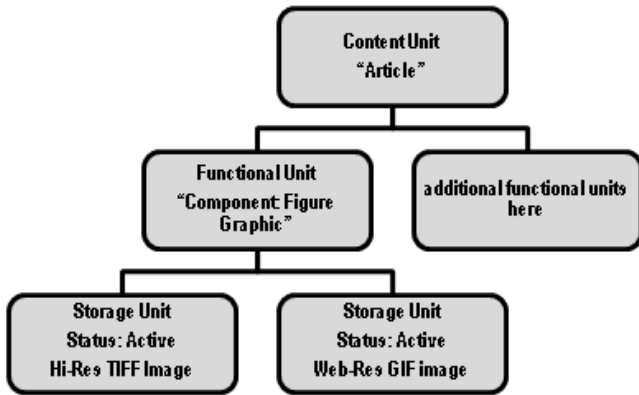 Content Unit
“Article”
Functional Unit
“Component: Figure
Graphic”
additional functional units
here
Storage Unit
Status: Active
Hi-Res TIFF Image
Storage Unit
Status: Active
Web-Res GIF image